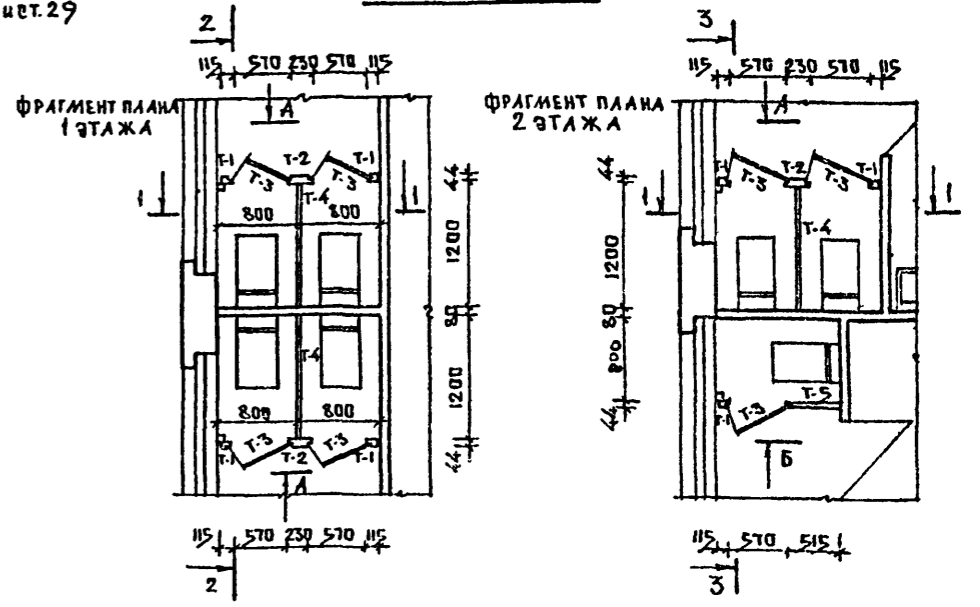 ист.29
2
115 570 230 570 115
ФРАГМЕНТ ПЛАНА
1 ЭТАЖА
А
Т-1 Т-3 Т-2 Т-3 Т-1
44
1 1
Т-4
800 800
1200
80
Т-4
1200
800 800
Т-1 Т-3 Т-2 Т-3 Т-1
44
А
115 570 230 570 115
2
3
115 570 230 570 115
ФРАГМЕНТ ПЛАНА
2 ЭТАЖА
А
44
Т-1 Т-3 Т-2 Т-3 Т-1
1 1
Т-4
1200
80
800
Т-5
44
Т-1 Т-3
Б
115 570 515
3